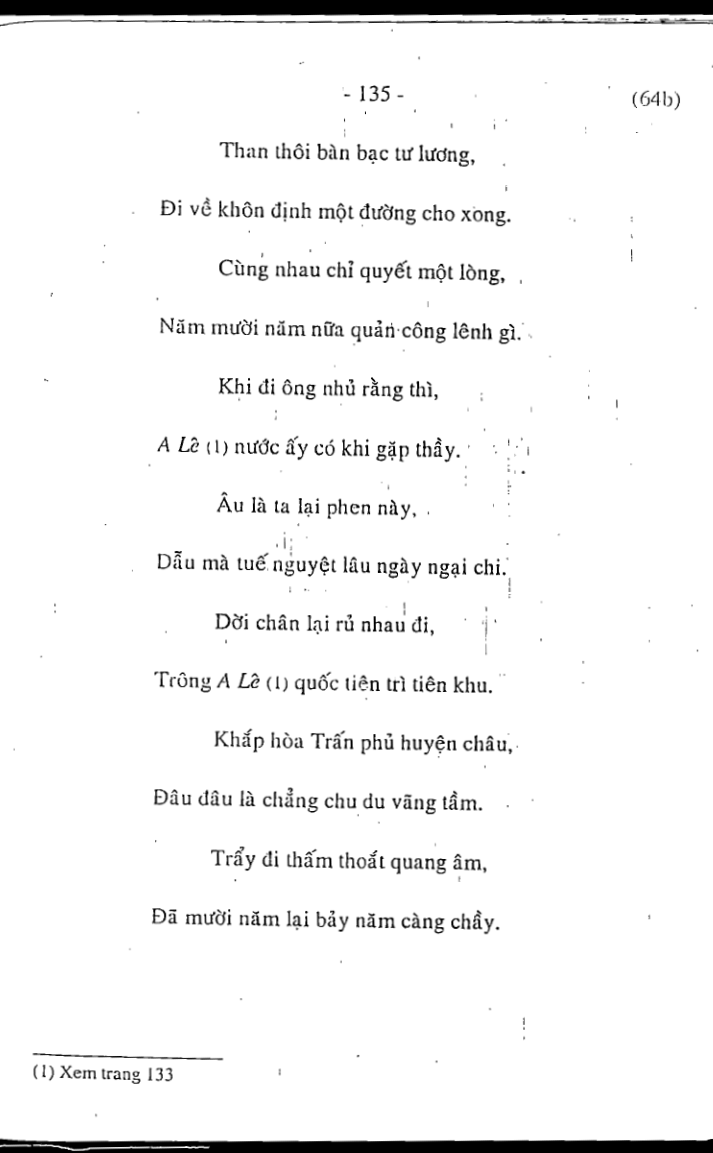 - 135 -
(64b)
Than thôi bàn bạc tư lương,
Đi về khôn định một đường cho xong.
Cùng nhau chỉ quyết một lòng,
Năm mười năm nữa quản công lênh gì.
Khi đi ông nhủ rằng thì,
A Lê (1) nước ấy có khi gặp thầy.
Âu là ta lại phen này,
Dẫu mà tuế nguyệt lâu ngày ngại chi.
Dời chân lại rủ nhau đi,
Trông A Lê (1) quốc tiện trì tiên khu.
Khắp hòa Trấn phủ huyện châu,
Đâu đâu là chẳng chu du vãng tầm.
Trẩy đi thấm thoắt quang âm,
Đã mười năm lại bảy năm càng chầy.
(1) Xem trang 133